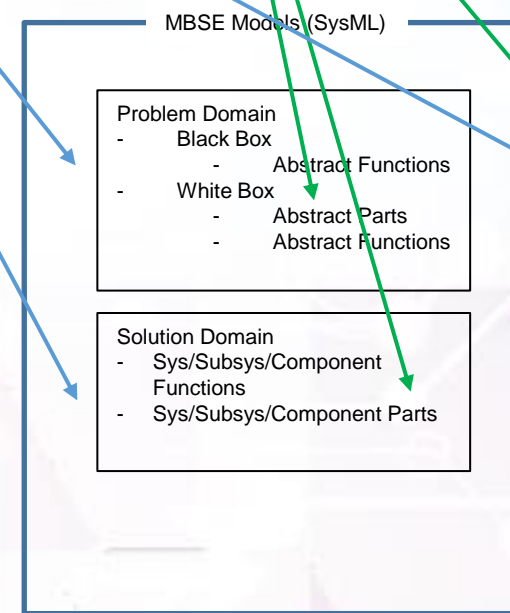 MBSE Models (SysML)
Problem Domain
- Black Box
- Abstract Functions
- White Box
- Abstract Parts
- Abstract Functions
Solution Domain
- Sys/Subsys/Component
Functions
- Sys/Subsys/Component Parts